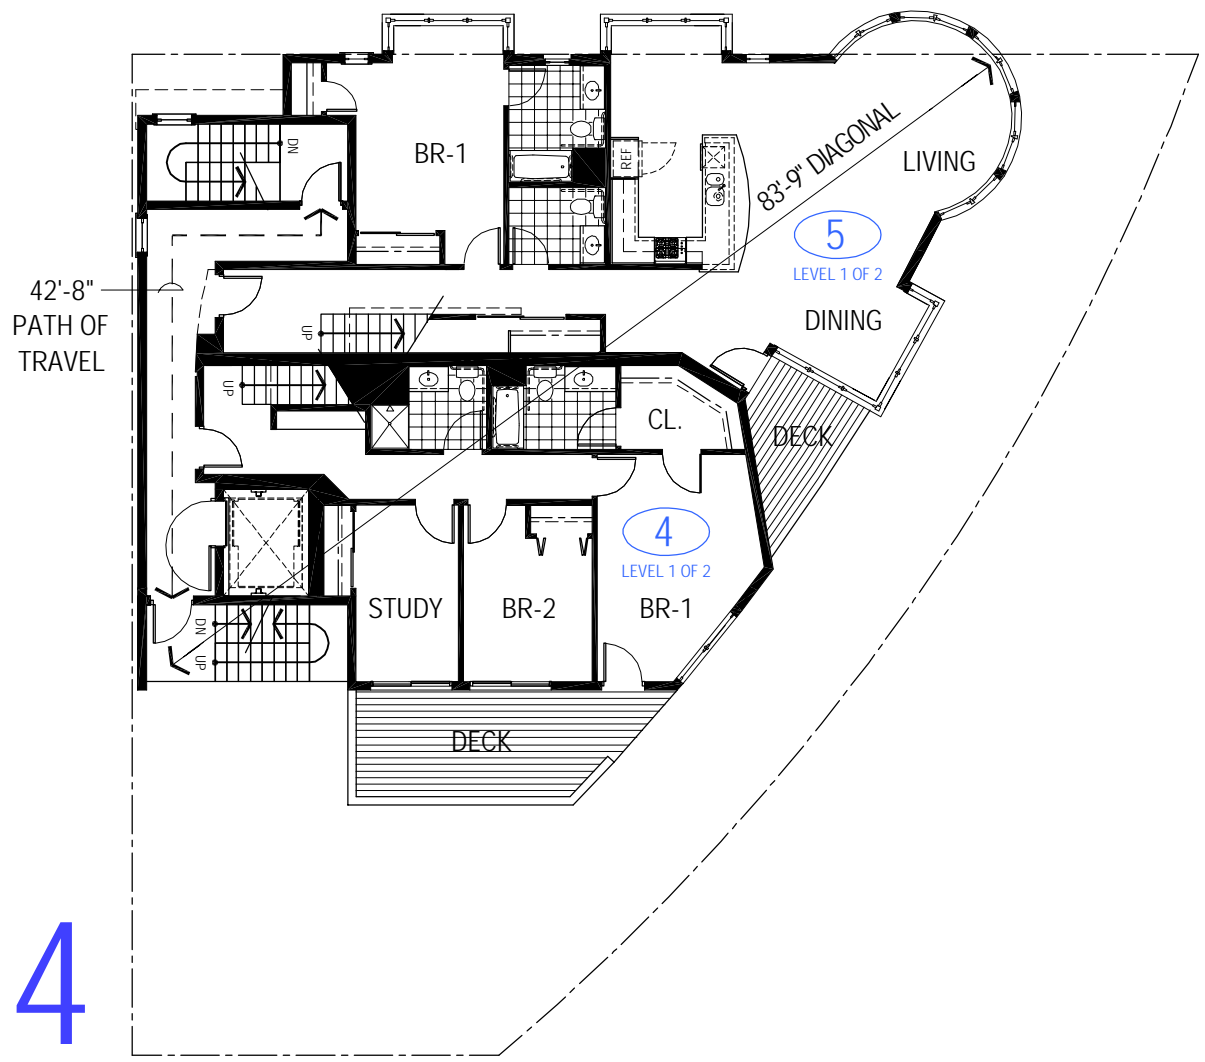 DN
BR-1
REF
83'-9" DIAGONAL
LIVING
5
LEVEL 1 OF 2
42'-8"
PATH OF
TRAVEL
UP
DINING
UP
CL.
DECK
4
LEVEL 1 OF 2
STUDY
BR-2
BR-1
DN
UP
DECK
4